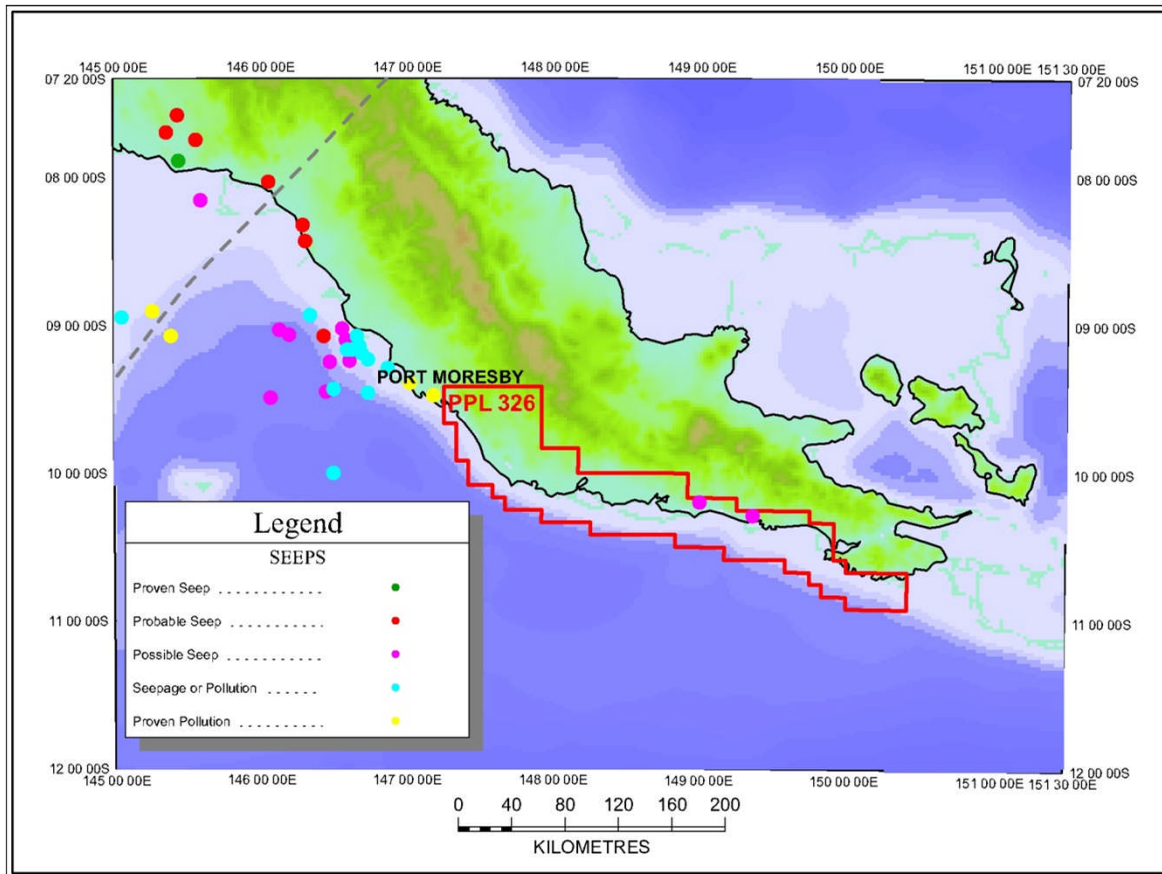 145 00 00E 146 00 00E 147 00 00E 148 00 00E 149 00 00E 150 00 00E 151 00 00E 151 30 00E
07 20 00S 07 20 00S
08 00 00S 08 00 00S
09 00 00S 09 00 00S
PORT MORESBY
PPL 326
10 00 00S 10 00 00S
Legend
SEEPS
Proven Seep
Probable Seep
Possible Seep
Seepage or Pollution
Proven Pollution
11 00 00S 11 00 00S
12 00 00S 12 00 00S
145 00 00E 146 00 00E 147 00 00E 148 00 00E 149 00 00E 150 00 00E 151 00 00E 151 30 00E
0 40 80 120 160 200
KILOMETRES